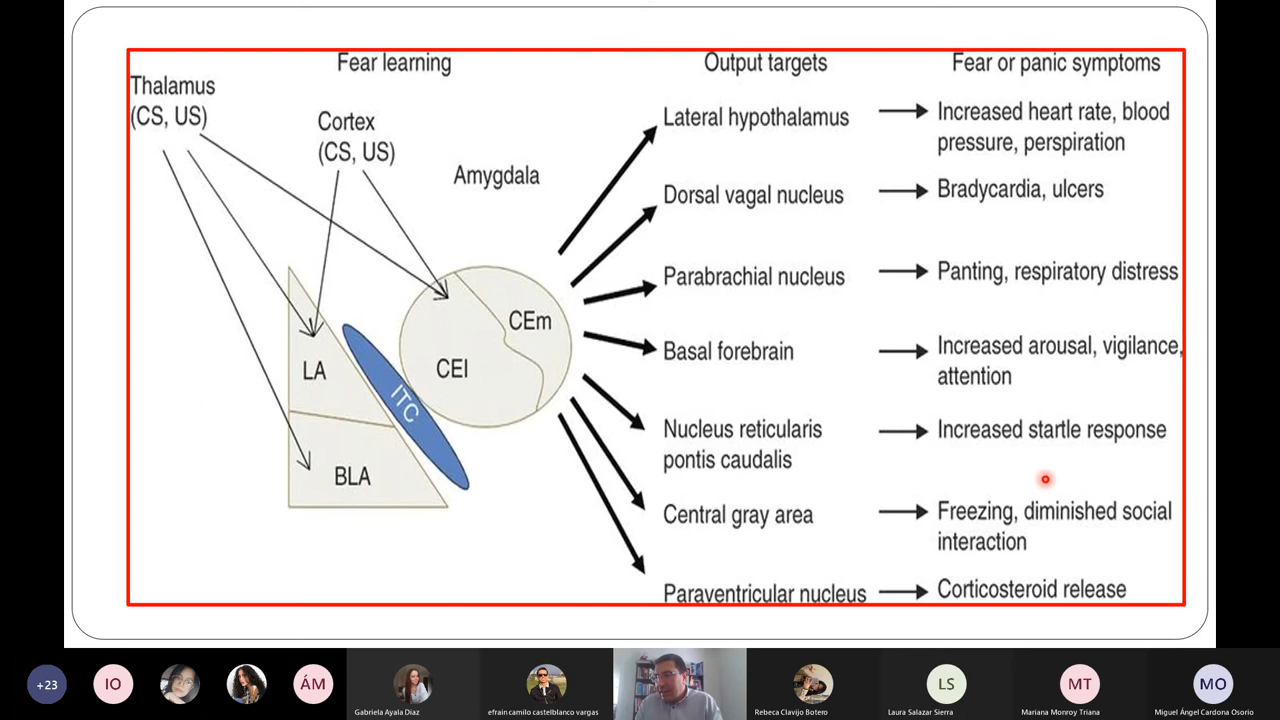 Fear learning
Output targets
Fear or panic symptoms
Thalamus
(CS, US)
Cortex
(CS, US)
Amygdala
LA
BLA
ITC
CEl
CEm
Lateral hypothalamus
Increased heart rate, blood
pressure, perspiration
Dorsal vagal nucleus
Bradycardia, ulcers
Parabrachial nucleus
Panting, respiratory distress
Basal forebrain
Increased arousal, vigilance,
attention
Nucleus reticularis
pontis caudalis
Increased startle response
Central gray area
Freezing, diminished social
interaction
Paraventricular nucleus
Corticosteroid release
+23
IO
ÁM
Gabriela Ayala Diaz
efrain camilo castelblanco vargas
Rebeca Clavijo Botero
LS
Laura Salazar Sierra
MT
Mariana Monroy Triana
MO
Miguel Ángel Cardona Osorio